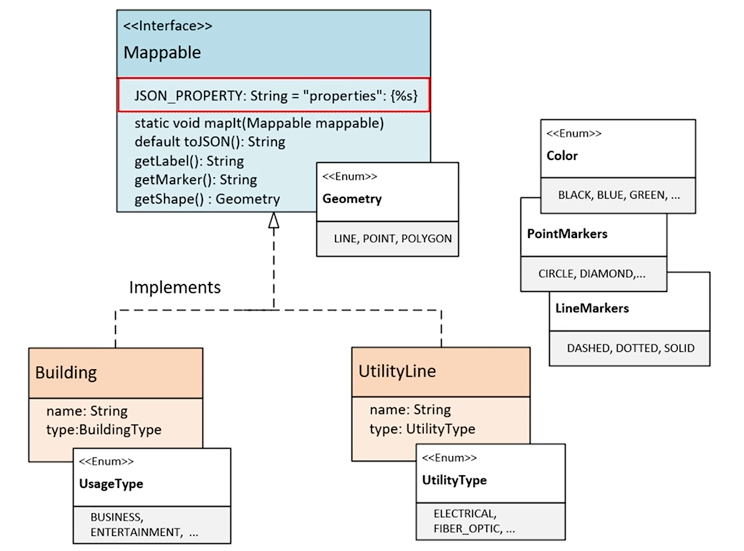 <<Interface>>
Mappable
JSON_PROPERTY: String = "properties": {%s}
static void mapIt(Mappable mappable)
default toJSON(): String
getLabel(): String
getMarker(): String
getShape() : Geometry
<<Enum>>
Geometry
LINE, POINT, POLYGON
<<Enum>>
Color
BLACK, BLUE, GREEN, ...
PointMarkers
CIRCLE, DIAMOND,...
LineMarkers
DASHED, DOTTED, SOLID
Implements
Building
name: String
type:BuildingType
<<Enum>>
UsageType
BUSINESS,
ENTERTAINMENT, ...
UtilityLine
name: String
type: UtilityType
<<Enum>>
UtilityType
ELECTRICAL,
FIBER_OPTIC, ...